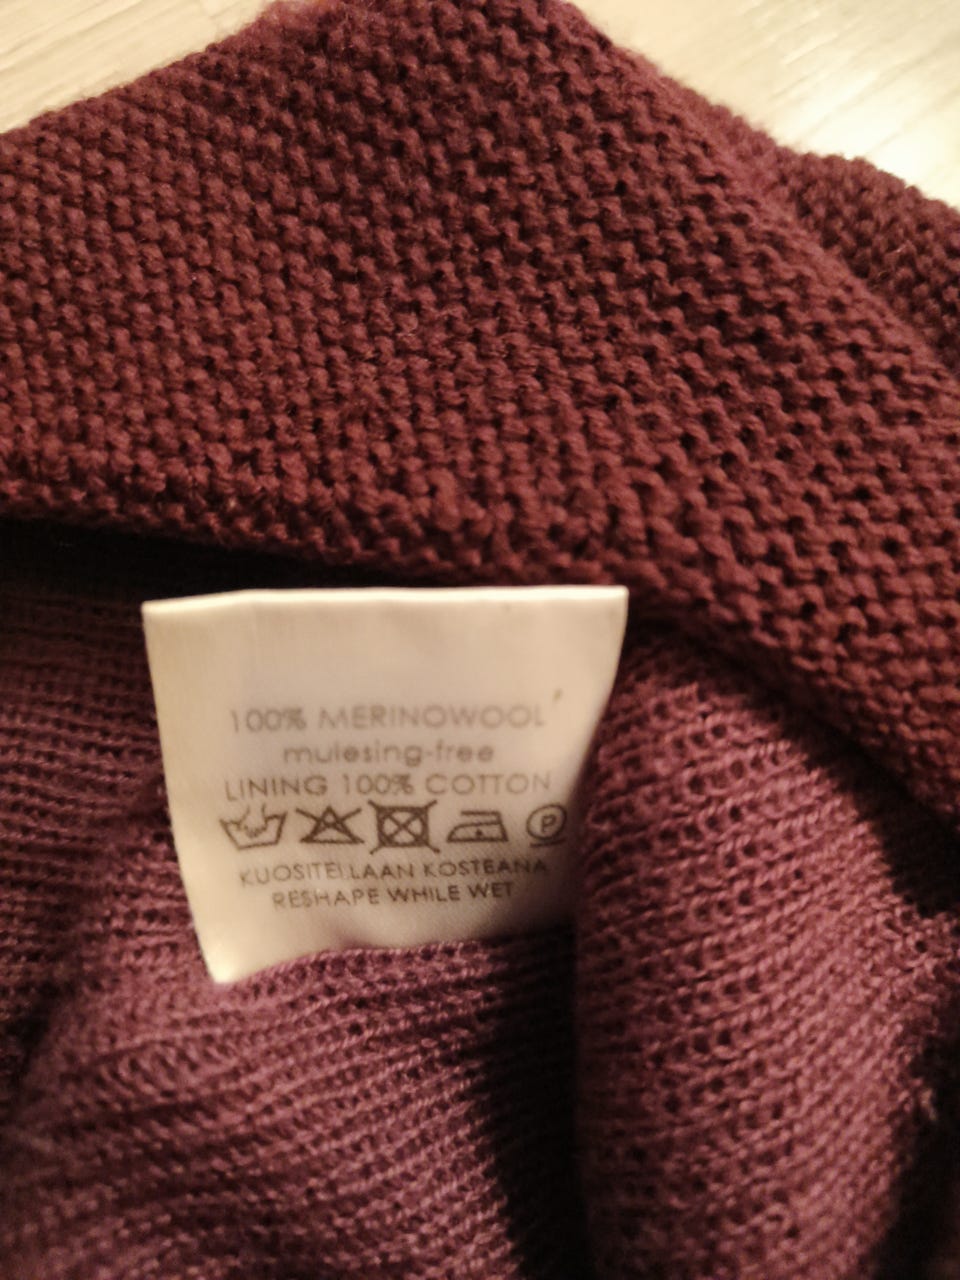 100% MERINOWOOL
mulesing-free
LINING 100% COTTON
P
KUOSITELLAAN KOSTEANA
RESHAPE WHILE WET